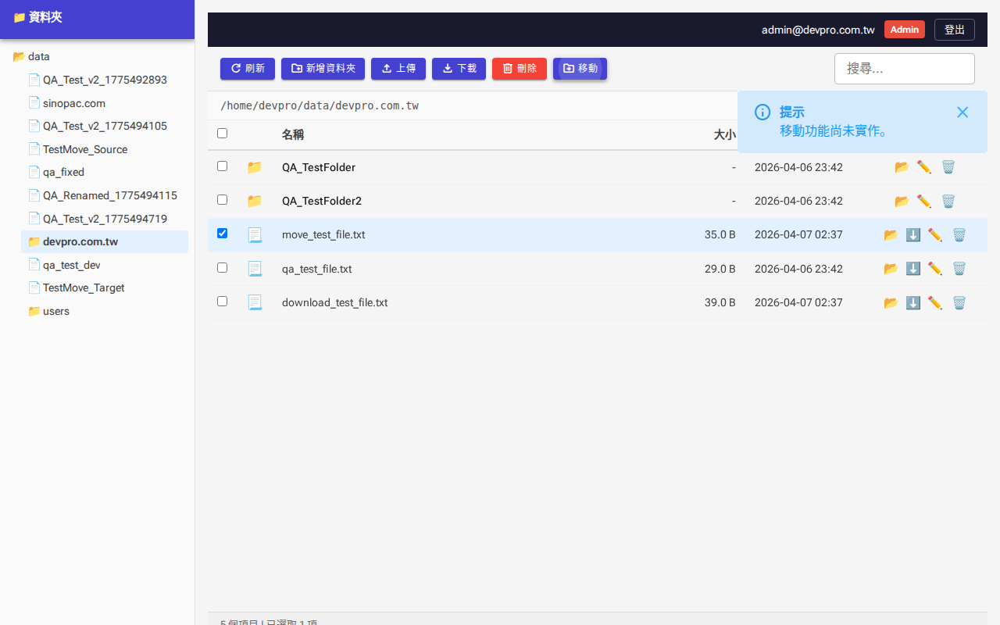 資料夾
data
QA_Test_v2_1775492893
sinopac.com
QA_Test_v2_1775494105
TestMove_Source
qa_fixed
QA_Renamed_1775494115
QA_Test_v2_1775494719
devpro.com.tw
qa_test_dev
TestMove_Target
users
admin@devpro.com.tw Admin 登出
刷新 新增資料夾 上傳 下載 刪除 移動 搜尋...
/home/devpro/data/devpro.com.tw
提示
移動功能尚未實作。
名稱 大小
QA_TestFolder - 2026-04-06 23:42
QA_TestFolder2 - 2026-04-06 23:42
move_test_file.txt 35.0 B 2026-04-07 02:37
qa_test_file.txt 29.0 B 2026-04-06 23:42
download_test_file.txt 39.0 B 2026-04-07 02:37
5 個項目 | 已選取 1 項